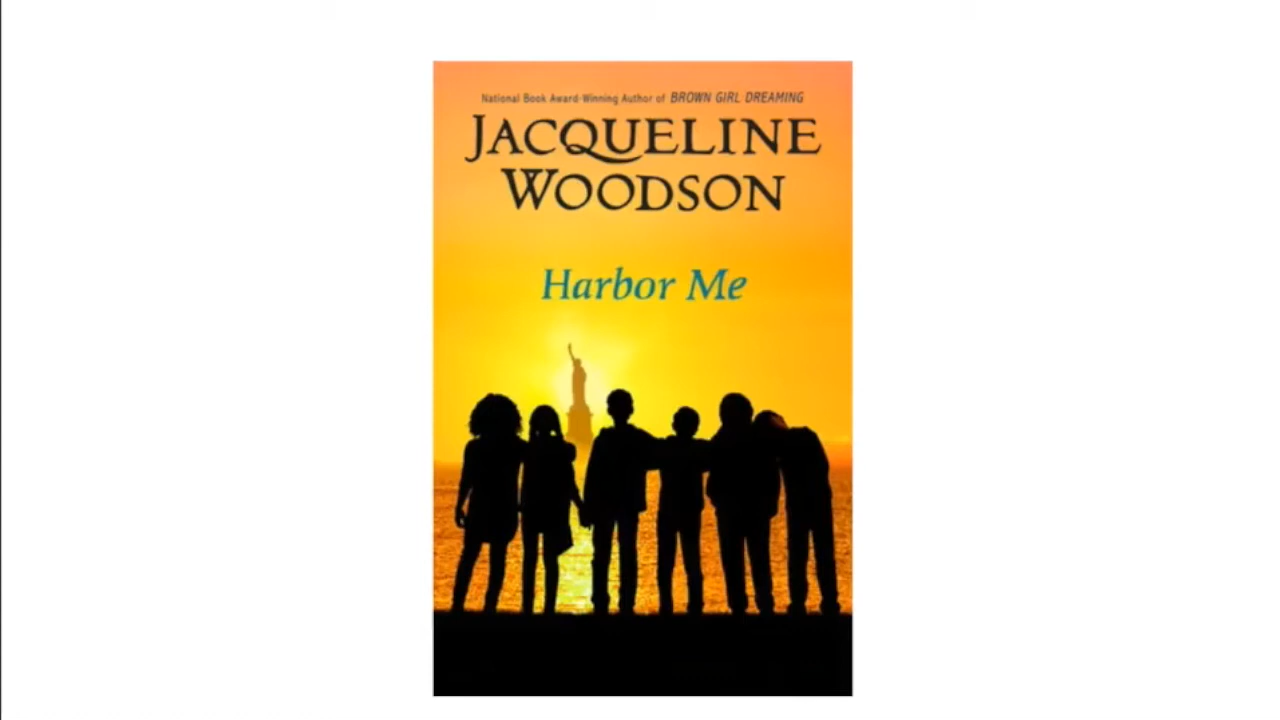 National Book Award-Winning Author of BROWN GIRL DREAMING
JACQUELINE
WOODSON
Harbor Me